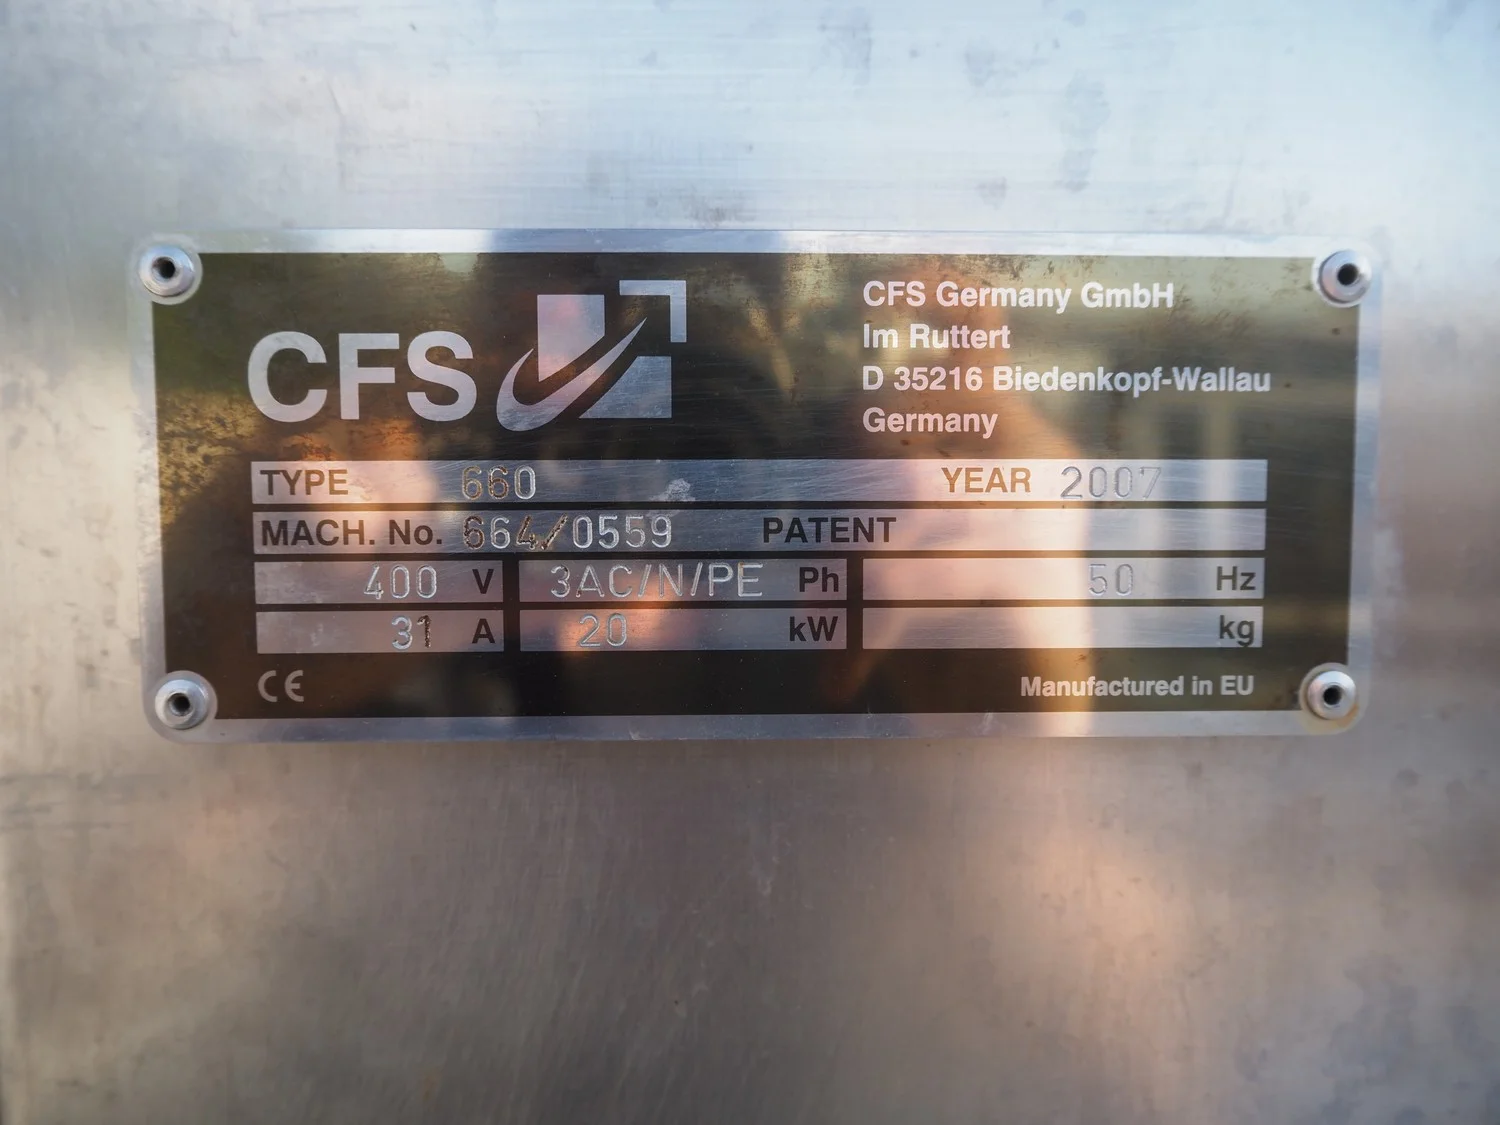 CFS
CFS Germany GmbH
Im Ruttert
D 35216 Biedenkopf-Wallau
Germany
TYPE 660 YEAR 2007
MACH. No. 664/0559 PATENT
400 V 3AC/N/PE Ph 50 Hz
31 A 20 kW kg
CE Manufactured in EU